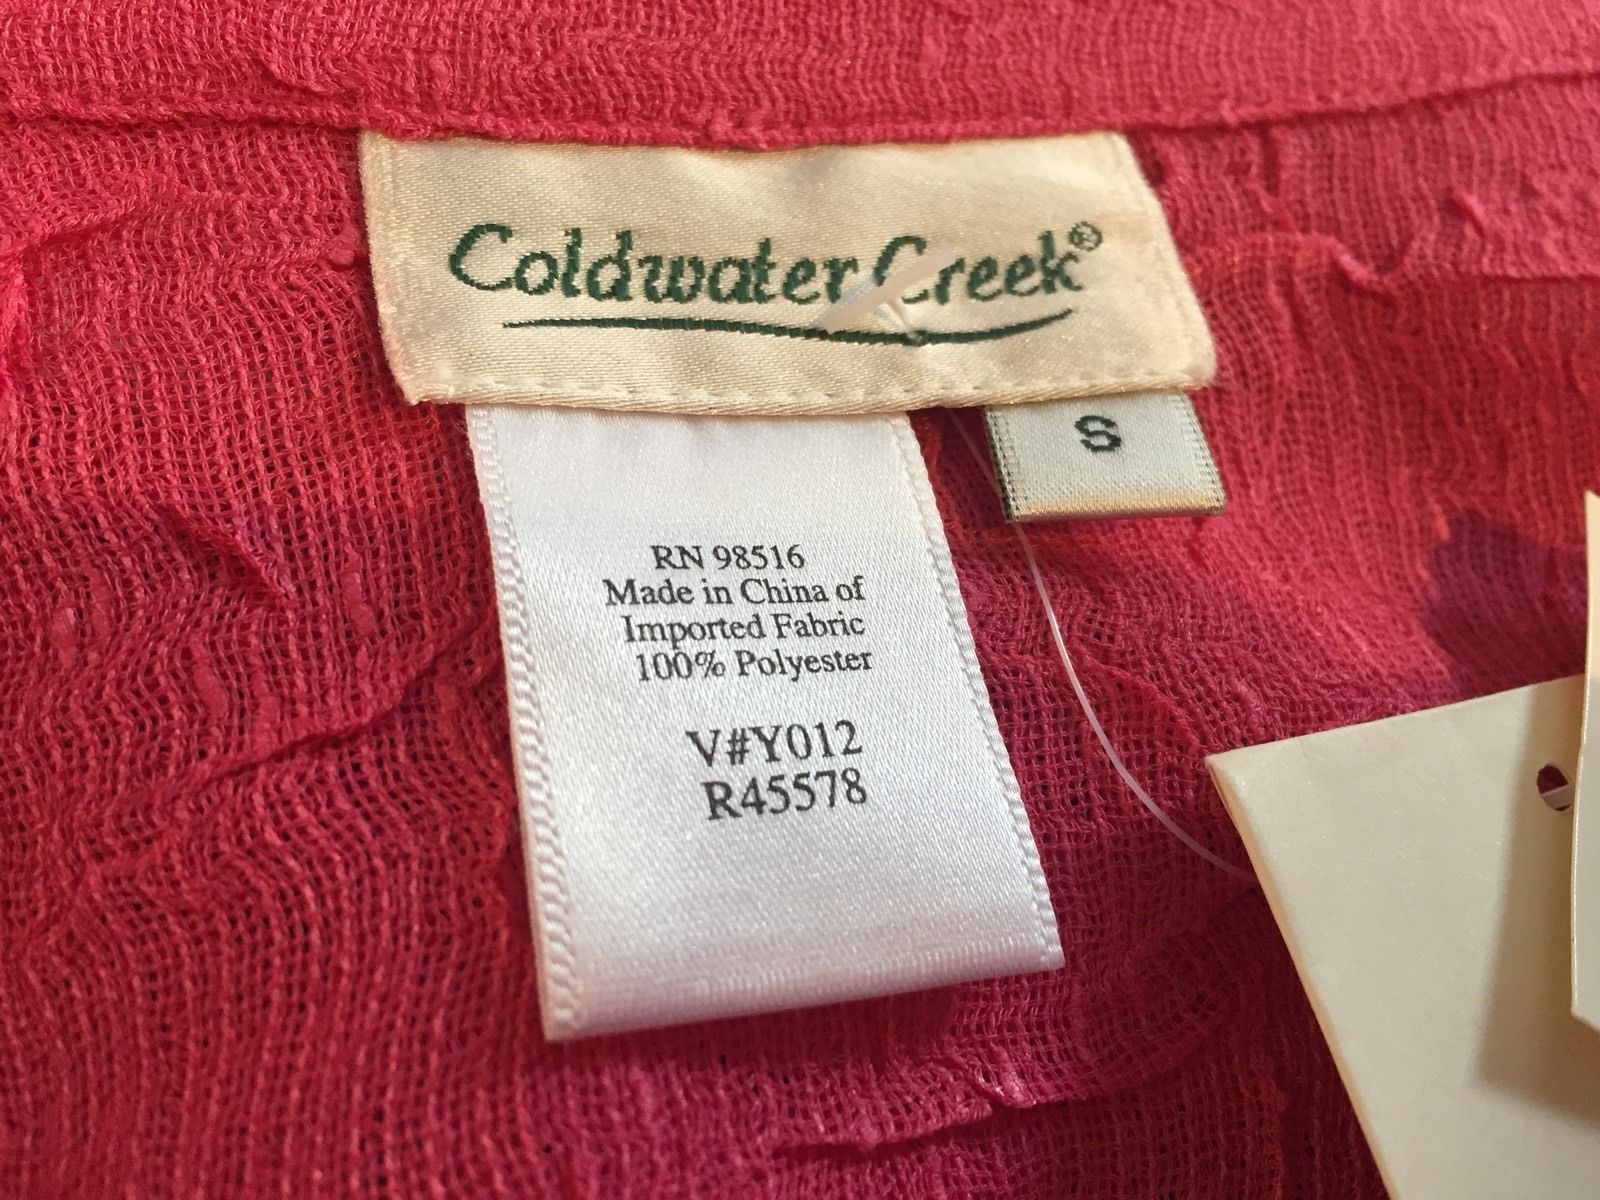 Coldwater Creek®
S
RN 98516
Made in China of
Imported Fabric
100% Polyester
V#Y012
R45578